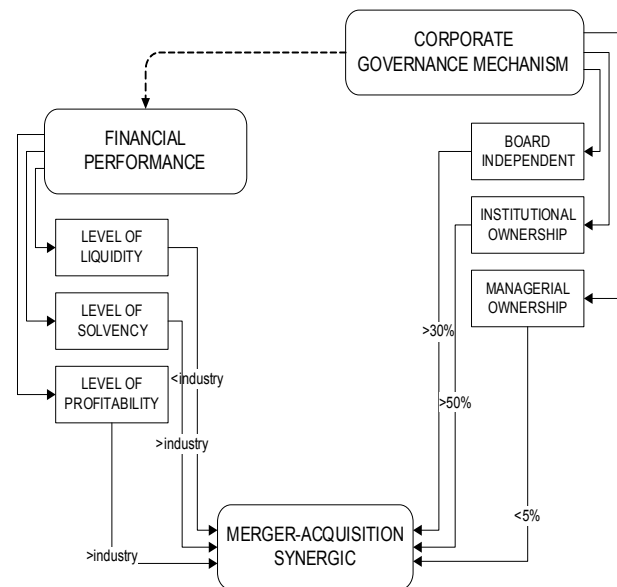 CORPORATE
GOVERNANCE MECHANISM
FINANCIAL
PERFORMANCE
BOARD
INDEPENDENT
INSTITUTIONAL
OWNERSHIP
LEVEL OF
LIQUIDITY
MANAGERIAL
OWNERSHIP
LEVEL OF
SOLVENCY
>30%
<industry
LEVEL OF
PROFITABILITY
>50%
>industry
<5%
MERGER-ACQUISITION
SYNERGIC
>industry